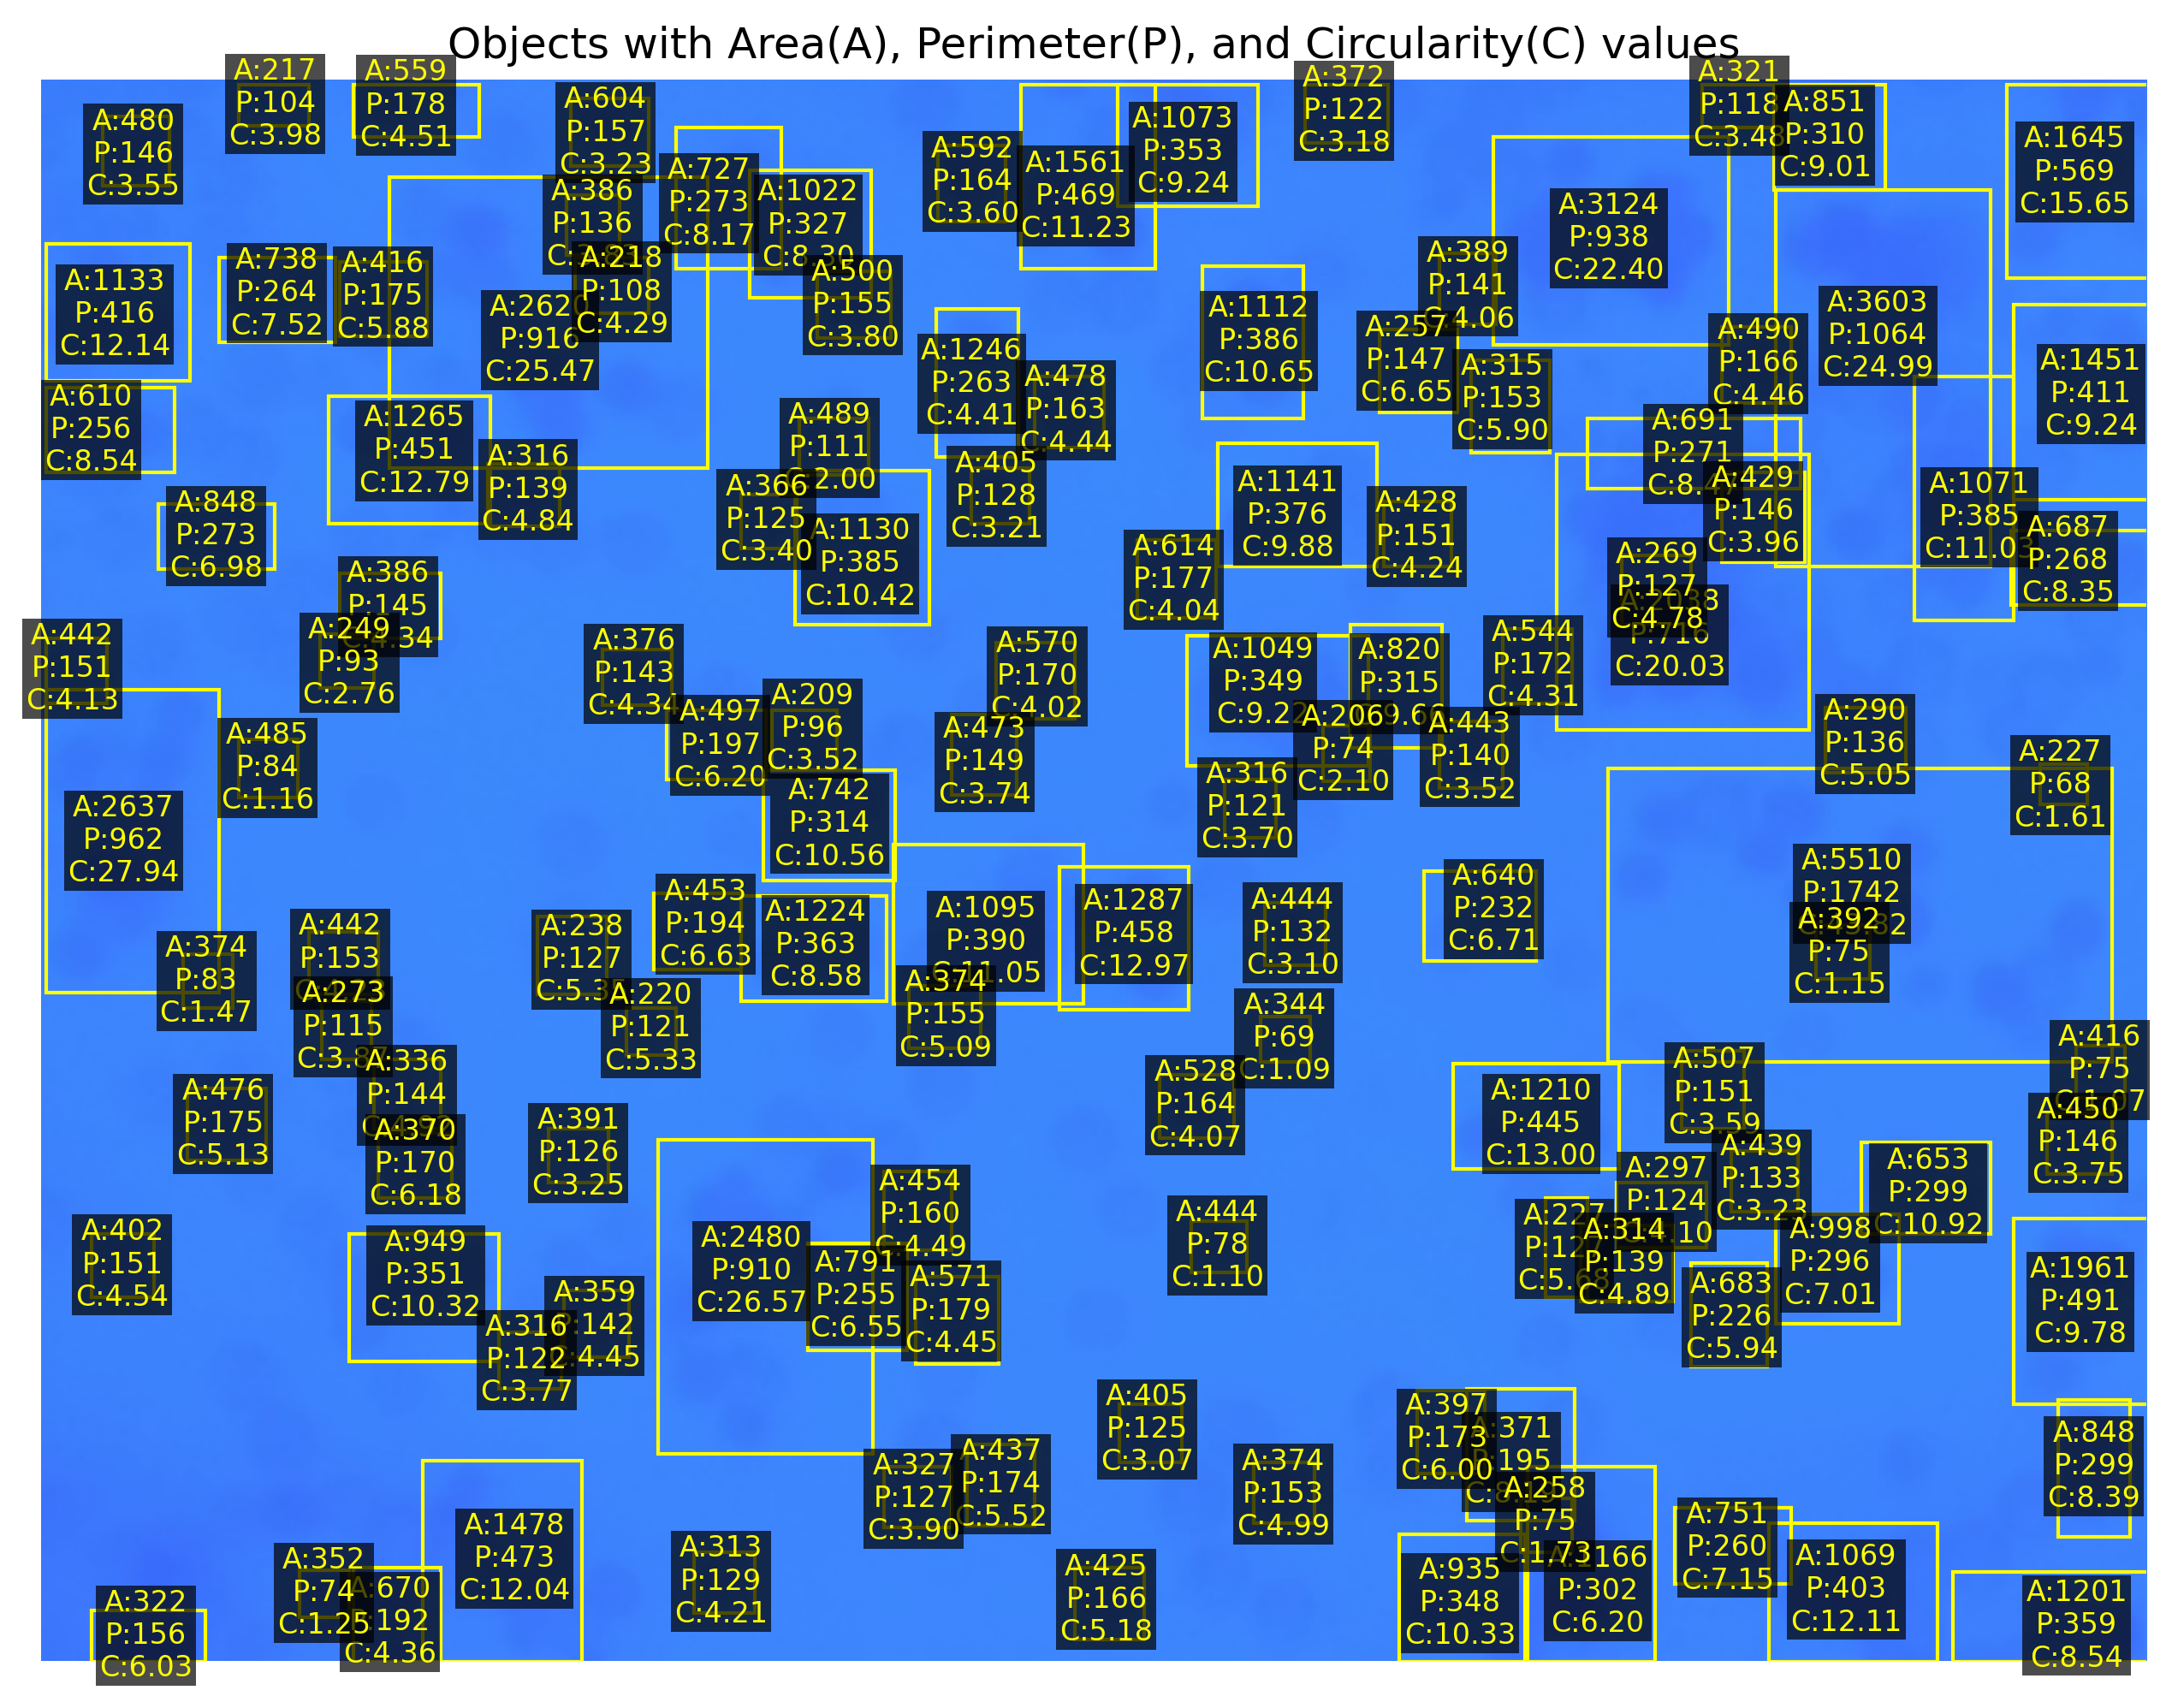 Objects with Area(A), Perimeter(P), and Circularity(C) values
A:217
P:104
C:3.98
A:559
P:178
C:4.51
A:480
P:146
C:3.55
A:604
P:157
C:3.23
A:372
P:122
C:3.18
A:321
P:118
C:3.48
A:851
P:310
C:9.01
A:1073
P:353
C:9.24
A:1645
P:569
C:15.65
A:592
P:164
C:3.60
A:1561
P:469
C:11.23
A:727
P:273
C:8.17
A:386
P:136
A:1022
P:327
C:8.30
A:3124
P:938
C:22.40
A:738
P:264
C:7.52
A:416
P:175
C:5.88
A:218
P:108
C:4.29
A:500
P:155
C:3.80
A:389
P:141
C:4.06
A:1133
P:416
C:12.14
A:2620
P:916
C:25.47
A:1112
P:386
C:10.65
A:3603
P:1064
C:24.99
A:257
P:147
C:6.65
A:490
P:166
C:4.46
A:1246
P:263
C:4.41
A:315
P:153
C:5.90
A:1451
P:411
C:9.24
A:478
P:163
C:4.44
A:610
P:256
C:8.54
A:1265
P:451
C:12.79
A:489
P:111
C:2.00
A:691
P:271
A:316
P:139
C:4.84
A:405
P:128
C:3.21
A:429
P:146
C:3.96
A:366
P:125
C:3.40
A:1141
P:376
C:9.88
A:1071
P:385
C:11.03
A:848
P:273
C:6.98
A:428
P:151
C:4.24
A:1130
P:385
C:10.42
A:687
P:268
C:8.35
A:614
P:177
C:4.04
A:269
P:127
C:4.78
P:716
C:20.03
A:386
P:145
C:4.34
A:249
P:93
C:2.76
A:442
P:151
C:4.13
A:376
P:143
C:4.34
A:570
P:170
C:4.02
A:1049
P:349
C:9.22
A:820
P:315
A:544
P:172
C:4.31
A:497
P:197
C:6.20
A:209
P:96
C:3.52
A:206
P:74
C:2.10
A:443
P:140
C:3.52
A:290
P:136
C:5.05
A:485
P:84
C:1.16
A:473
P:149
C:3.74
A:227
P:68
C:1.61
A:316
P:121
C:3.70
A:742
P:314
C:10.56
A:2637
P:962
C:27.94
A:5510
P:1742
A:392
P:75
C:1.15
A:640
P:232
C:6.71
A:453
P:194
C:6.63
A:1224
P:363
C:8.58
A:1095
P:390
C:11.05
A:1287
P:458
C:12.97
A:444
P:132
C:3.10
A:442
P:153
A:238
P:127
A:374
P:83
C:1.47
A:374
P:155
C:5.09
A:273
P:115
A:220
P:121
C:5.33
A:344
P:69
C:1.09
A:416
P:75
C:1.07
A:336
P:144
A:507
P:151
C:3.59
A:528
P:164
C:4.07
A:476
P:175
C:5.13
A:1210
P:445
C:13.00
A:450
P:146
C:3.75
A:370
P:170
C:6.18
A:391
P:126
C:3.25
A:439
P:133
C:3.23
A:297
P:124
C:4.10
A:653
P:299
C:10.92
A:454
P:160
C:4.49
A:402
P:151
C:4.54
A:444
P:78
C:1.10
A:227
P:127
C:5.68
A:314
P:139
C:4.89
A:998
P:296
C:7.01
A:949
P:351
C:10.32
A:2480
P:910
C:26.57
A:791
P:255
C:6.55
A:571
P:179
C:4.45
A:683
P:226
C:5.94
A:1961
P:491
C:9.78
A:359
P:142
C:4.45
A:316
P:122
C:3.77
A:405
P:125
C:3.07
A:397
P:173
C:6.00
A:371
P:195
A:848
P:299
C:8.39
A:327
P:127
C:3.90
A:437
P:174
C:5.52
A:374
P:153
C:4.99
A:258
P:75
C:1.73
A:1478
P:473
C:12.04
A:751
P:260
C:7.15
A:352
P:74
C:1.25
A:313
P:129
C:4.21
A:425
P:166
C:5.18
A:935
P:348
C:10.33
A:1166
P:302
C:6.20
A:1069
P:403
C:12.11
A:670
P:192
C:4.36
A:322
P:156
C:6.03
A:1201
P:359
C:8.54